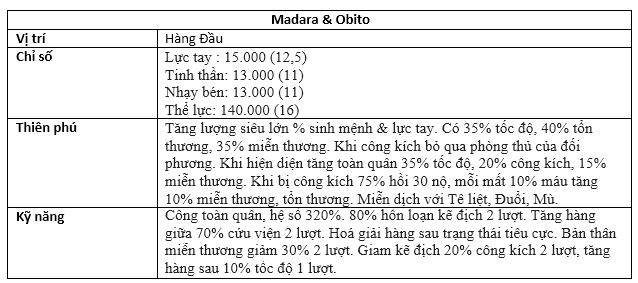 Madara & Obito
Vị trí Hàng Đầu
Chỉ số Lực tay : 15.000 (12,5)
Tinh thần: 13.000 (11)
Nhạy bén: 13.000 (11)
Thể lực: 140.000 (16)
Thiên phú Tăng lượng siêu lớn % sinh mệnh & lực tay. Có 35% tốc độ, 40% tổn
thương, 35% miễn thương. Khi công kích bỏ qua phòng thủ của đối
phương. Khi hiện diện tăng toàn quân 35% tốc độ, 20% công kích, 15%
miễn thương. Khi bị công kích 75% hồi 30 nộ, mỗi mất 10% máu tăng
10% miễn thương, tổn thương. Miễn dịch với Tê liệt, Đuối, Mù.
Kỹ năng Công toàn quân, hệ số 320%. 80% hỗn loạn kẻ địch 2 lượt. Tăng hàng
giữa 70% cứu viện 2 lượt. Hoá giải hàng sau trạng thái tiêu cực. Bản thân
miễn thương giảm 30% 2 lượt. Giam kẽ địch 20% công kích 2 lượt, tăng
hàng sau 10% tốc độ 1 lượt.